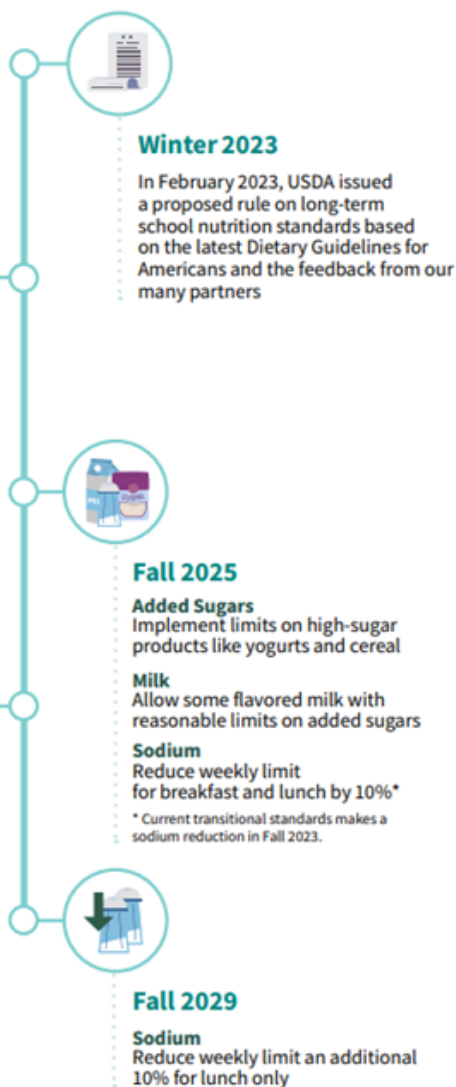 Winter 2023
In February 2023, USDA issued
a proposed rule on long-term
school nutrition standards based
on the latest Dietary Guidelines for
Americans and the feedback from our
many partners
Fall 2025
Added Sugars
Implement limits on high-sugar
products like yogurts and cereal
Milk
Allow some flavored milk with
reasonable limits on added sugars
Sodium
Reduce weekly limit
for breakfast and lunch by 10%*
* Current transitional standards makes a
sodium reduction in Fall 2023.
Fall 2029
Sodium
Reduce weekly limit an additional
10% for lunch only